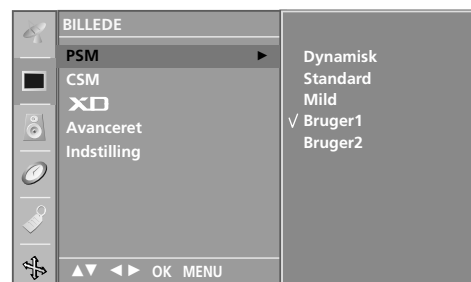 BILLEDE
PSM ►
CSM
XD
Avanceret
Indstilling
▲▼ ◄► OK MENU
Dynamisk
Standard
Mild
√ Bruger1
Bruger2